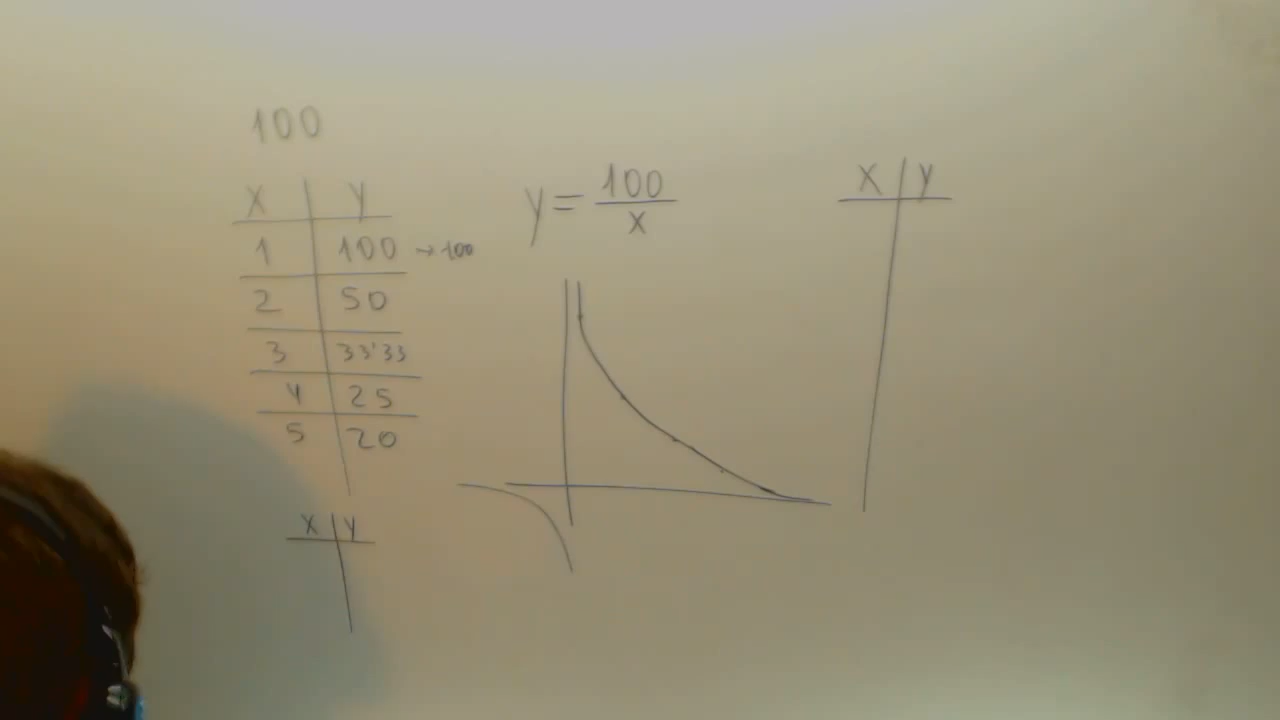 100
X Y
1 100 → 100
2 50
3 33'33
4 25
5 20
X Y
y = 100/x
X Y